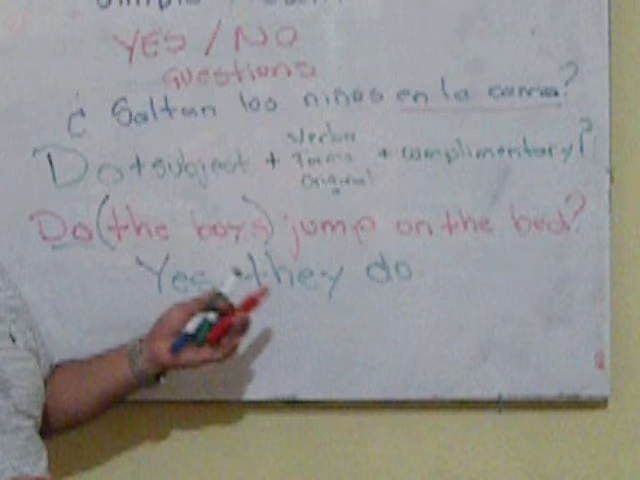 YES / NO
questions
¿ Saltan los niños en la cama?
Do + subject + Verbo Forma Original + complimentary?
Do (the boys) jump on the bed?
Yes they do.